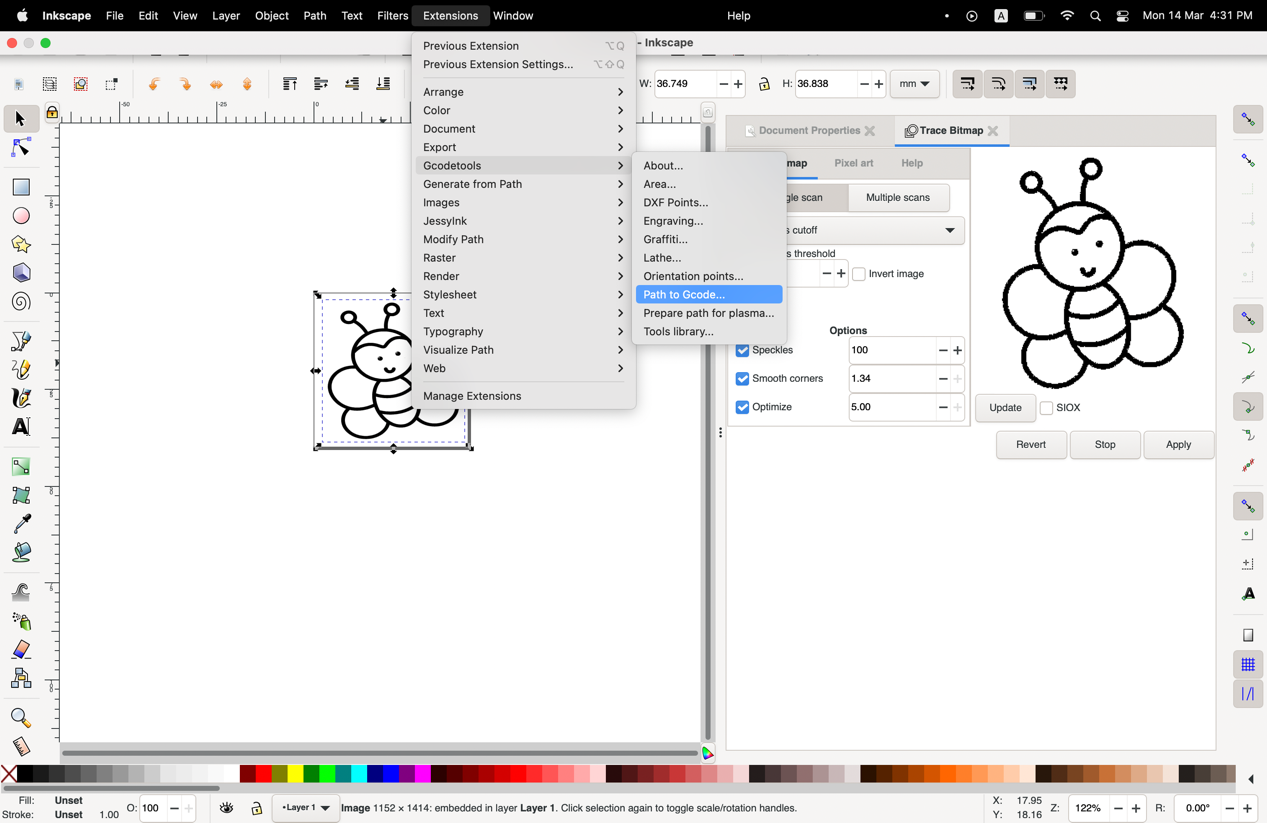 Inkscape File Edit View Layer Object Path Text Filters Extensions Window Help A Mon 14 Mar 4:31 PM
- Inkscape
W: 36.749 H: 36.838 mm
Previous Extension ⌥Q
Previous Extension Settings... ⌥⇧Q
Arrange
Color
Document
Export
Gcodetools
Generate from Path
Images
JessyInk
Modify Path
Raster
Render
Stylesheet
Text
Typography
Visualize Path
Web
Manage Extensions
About...
Area...
DXF Points...
Engraving...
Graffiti...
Lathe...
Orientation points...
Path to Gcode...
Prepare path for plasma...
Tools library...
Document Properties Trace Bitmap
map Pixel art Help
gle scan Multiple scans
s cutoff
s threshold
Invert image
Options
Speckles 100
Smooth corners 1.34
Optimize 5.00
Update SIOX
Revert Stop Apply
-50 -25 0
Fill: Unset O: 100 •Layer 1 Image 1152 × 1414: embedded in layer Layer 1. Click selection again to toggle scale/rotation handles. X: 17.95 Z: 122% R: 0.00°
Stroke: Unset 1.00 Y: 18.16